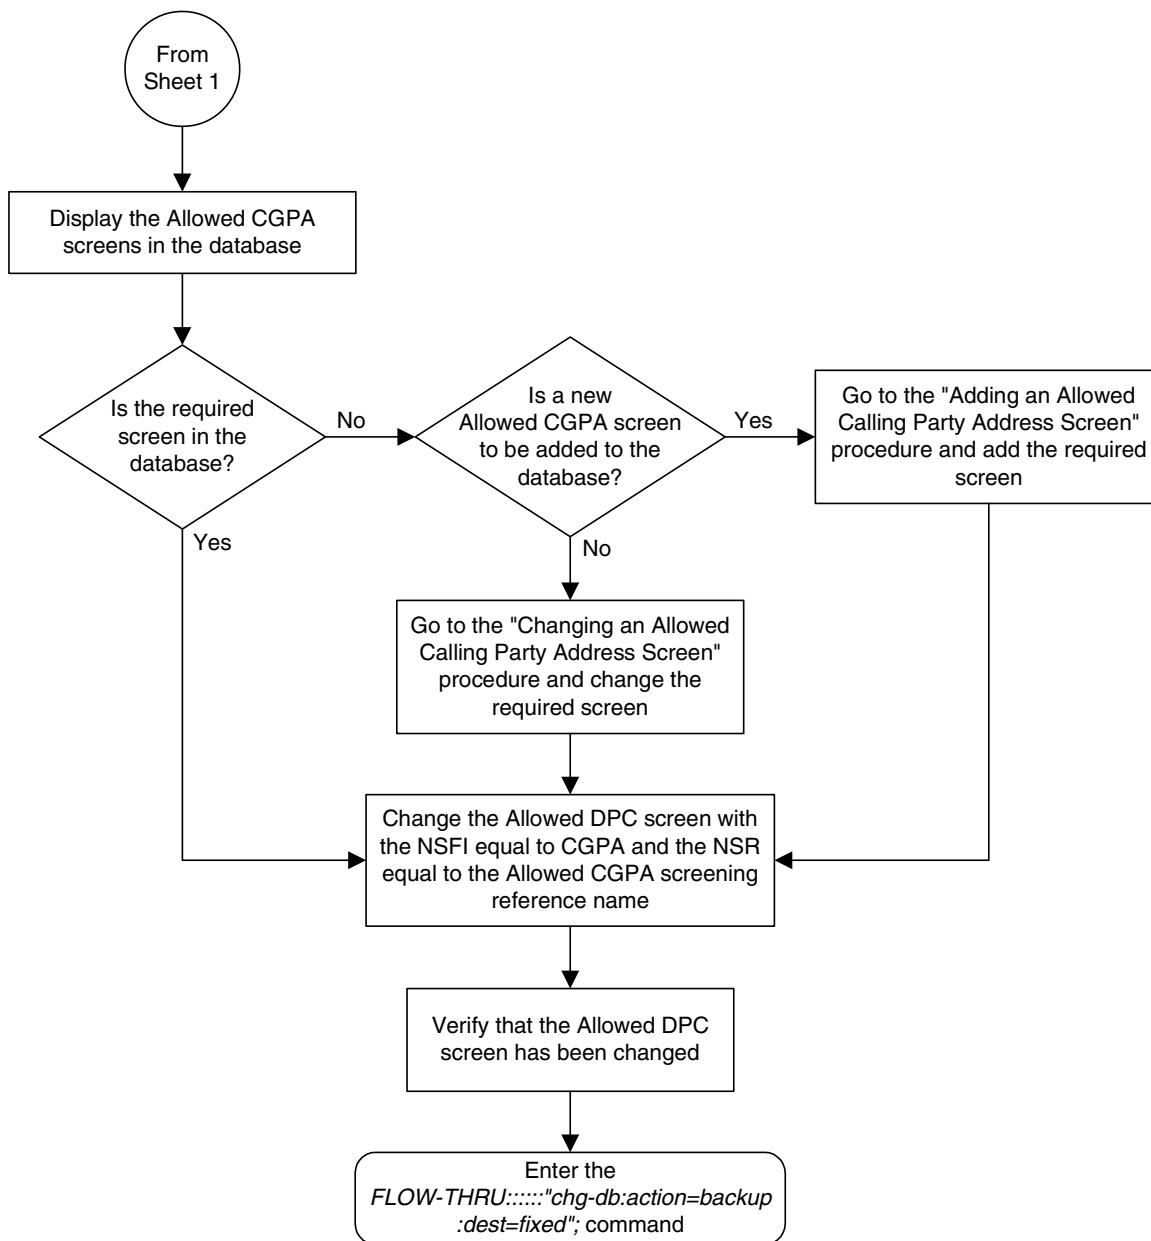 From
Sheet 1
Display the Allowed CGPA
screens in the database
Is the required
screen in the
database?
No
Yes
Is a new
Allowed CGPA screen
to be added to the
database?
Yes
No
Go to the "Adding an Allowed
Calling Party Address Screen"
procedure and add the required
screen
Go to the "Changing an Allowed
Calling Party Address Screen"
procedure and change the
required screen
Change the Allowed DPC screen with
the NSFI equal to CGPA and the NSR
equal to the Allowed CGPA screening
reference name
Verify that the Allowed DPC
screen has been changed
Enter the
FLOW-THRU::::::"chg-db:action=backup
:dest=fixed"; command